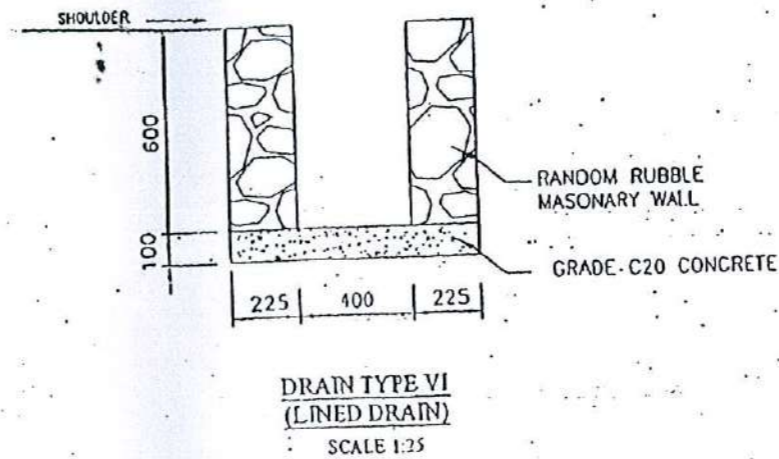 SHOULDER
600
100
RANDOM RUBBLE
MASONARY WALL
GRADE-C20 CONCRETE
225
400
225
DRAIN TYPE VI
(LINED DRAIN)
SCALE 1:25